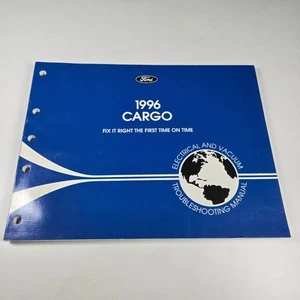 Ford
1996
CARGO
FIX IT RIGHT THE FIRST TIME ON TIME
ELECTRICAL AND VACUUM
TROUBLESHOOTING MANUAL